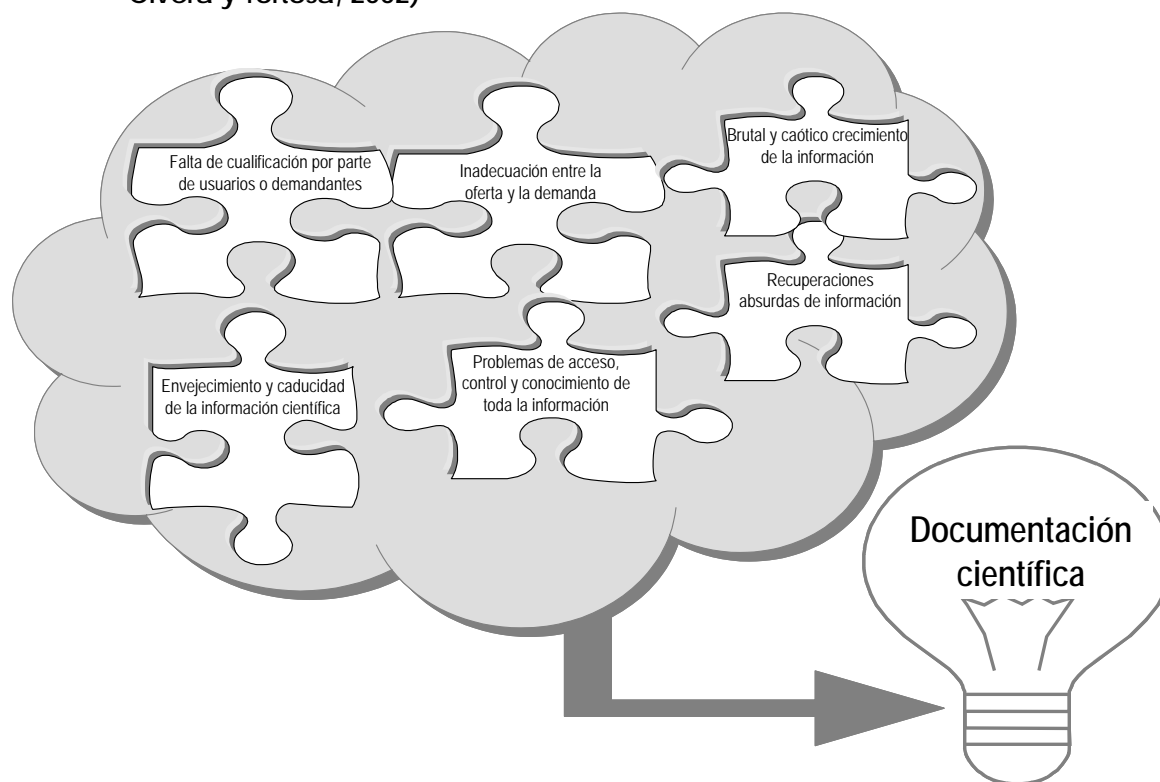 y Tortosa, 2002)
Falta de cualificación por parte
de usuarios o demandantes
Inadecuación entre la
oferta y la demanda
Brutal y caótico crecimiento
de la información
Recuperaciones
absurdas de información
Envejecimiento y caducidad
de la información científica
Problemas de acceso,
control y conocimiento de
toda la información
Documentación
científica